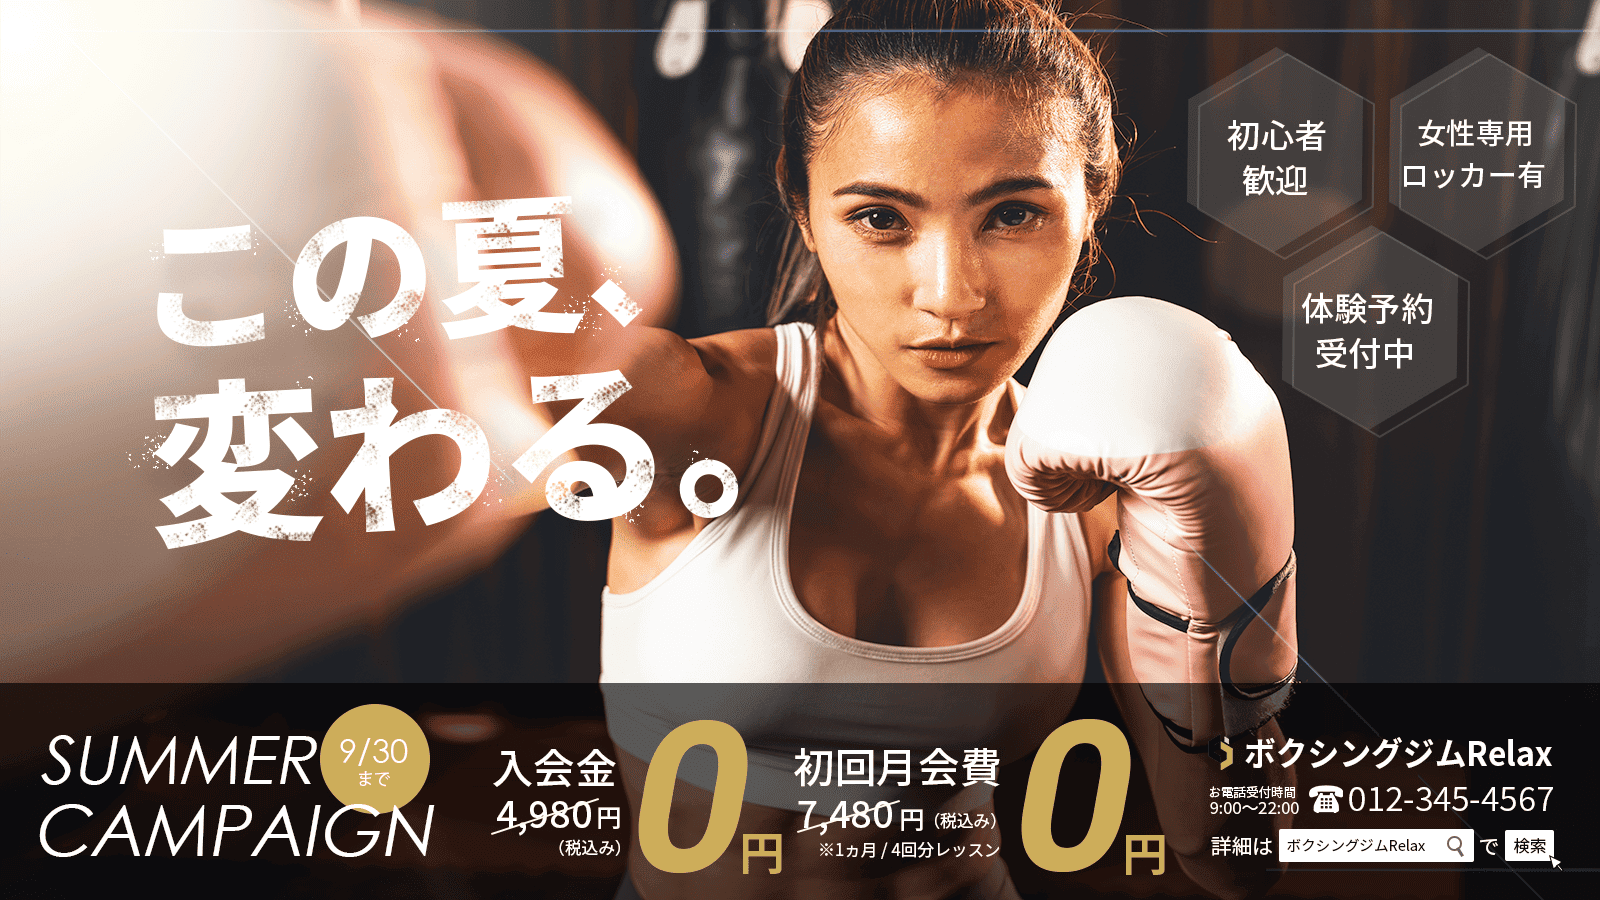 この夏、
変わる。
初心者
歓迎
女性専用
ロッカー有
体験予約
受付中
SUMMER
CAMPAIGN
9/30
まで
入会金
4,980円
(税込み)
0円
初回月会費
7,480円(税込み)
※1ヵ月 / 4回分レッスン
0円
ボクシングジムRelax
お電話受付時間
9:00〜22:00
☎012-345-4567
詳細は ボクシングジムRelax で 検索